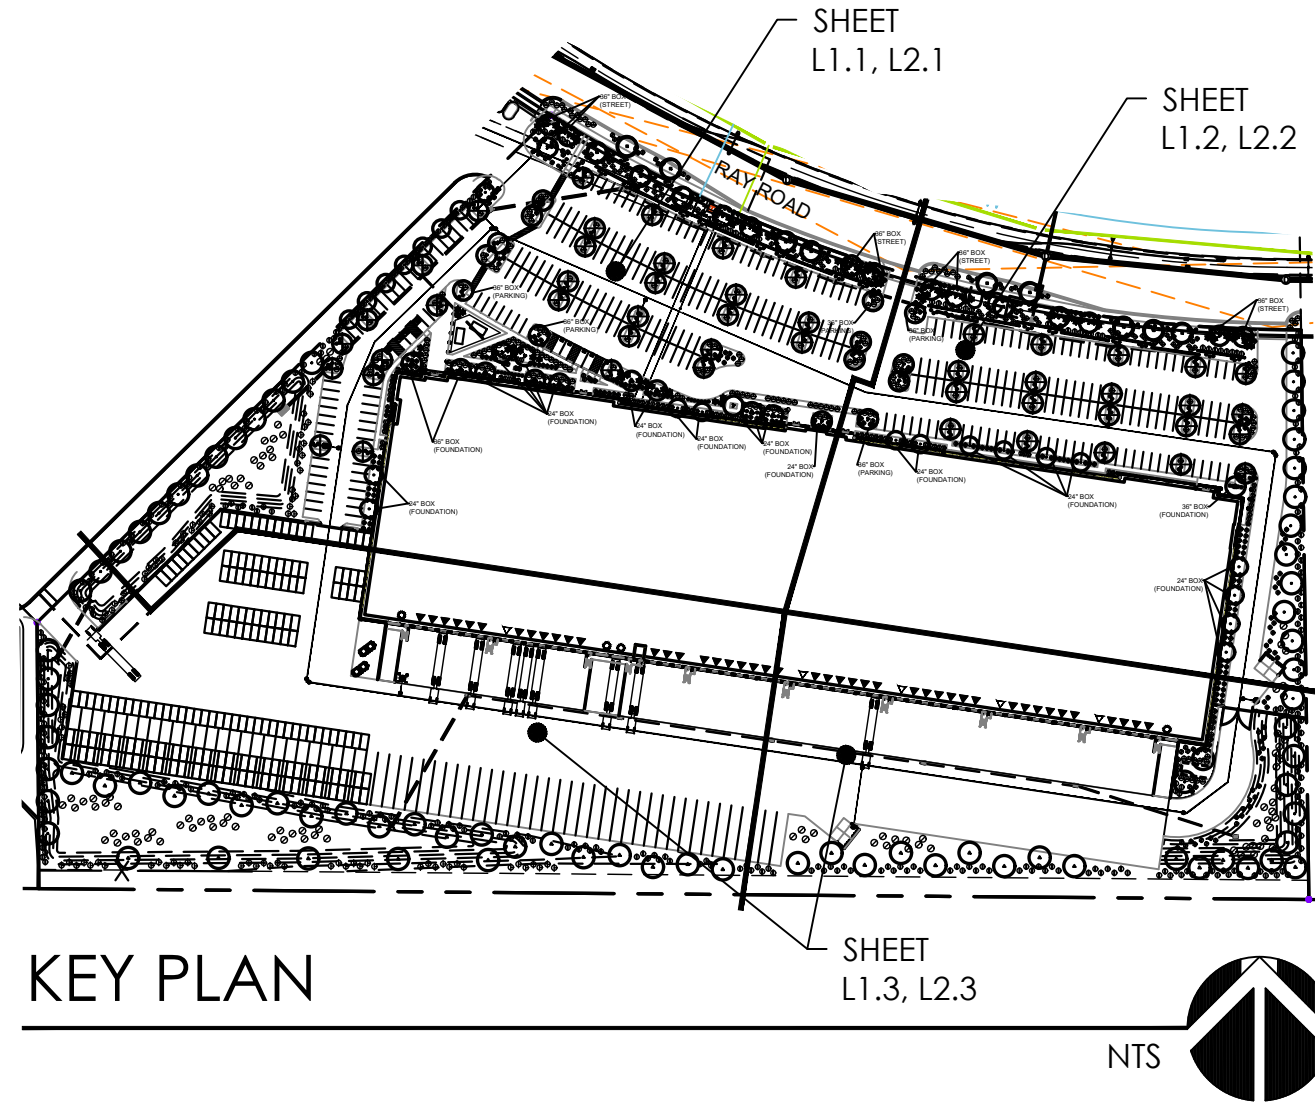 SHEET
L1.1, L2.1
SHEET
L1.2, L2.2
36" BOX
(STREET)
RAY ROAD
36" BOX
(STREET)
36" BOX
(STREET)
36" BOX
(STREET)
36" BOX
(PARKING)
36" BOX
(PARKING)
36" BOX
(PARKING)
36" BOX
(PARKING)
36" BOX
(FOUNDATION)
24" BOX
(FOUNDATION)
24" BOX
(FOUNDATION)
24" BOX
(FOUNDATION)
24" BOX
(FOUNDATION)
24" BOX
(FOUNDATION)
36" BOX
(PARKING)
24" BOX
(FOUNDATION)
24" BOX
(FOUNDATION)
36" BOX
(FOUNDATION)
24" BOX
(FOUNDATION)
24" BOX
(FOUNDATION)
SHEET
L1.3, L2.3
KEY PLAN
NTS